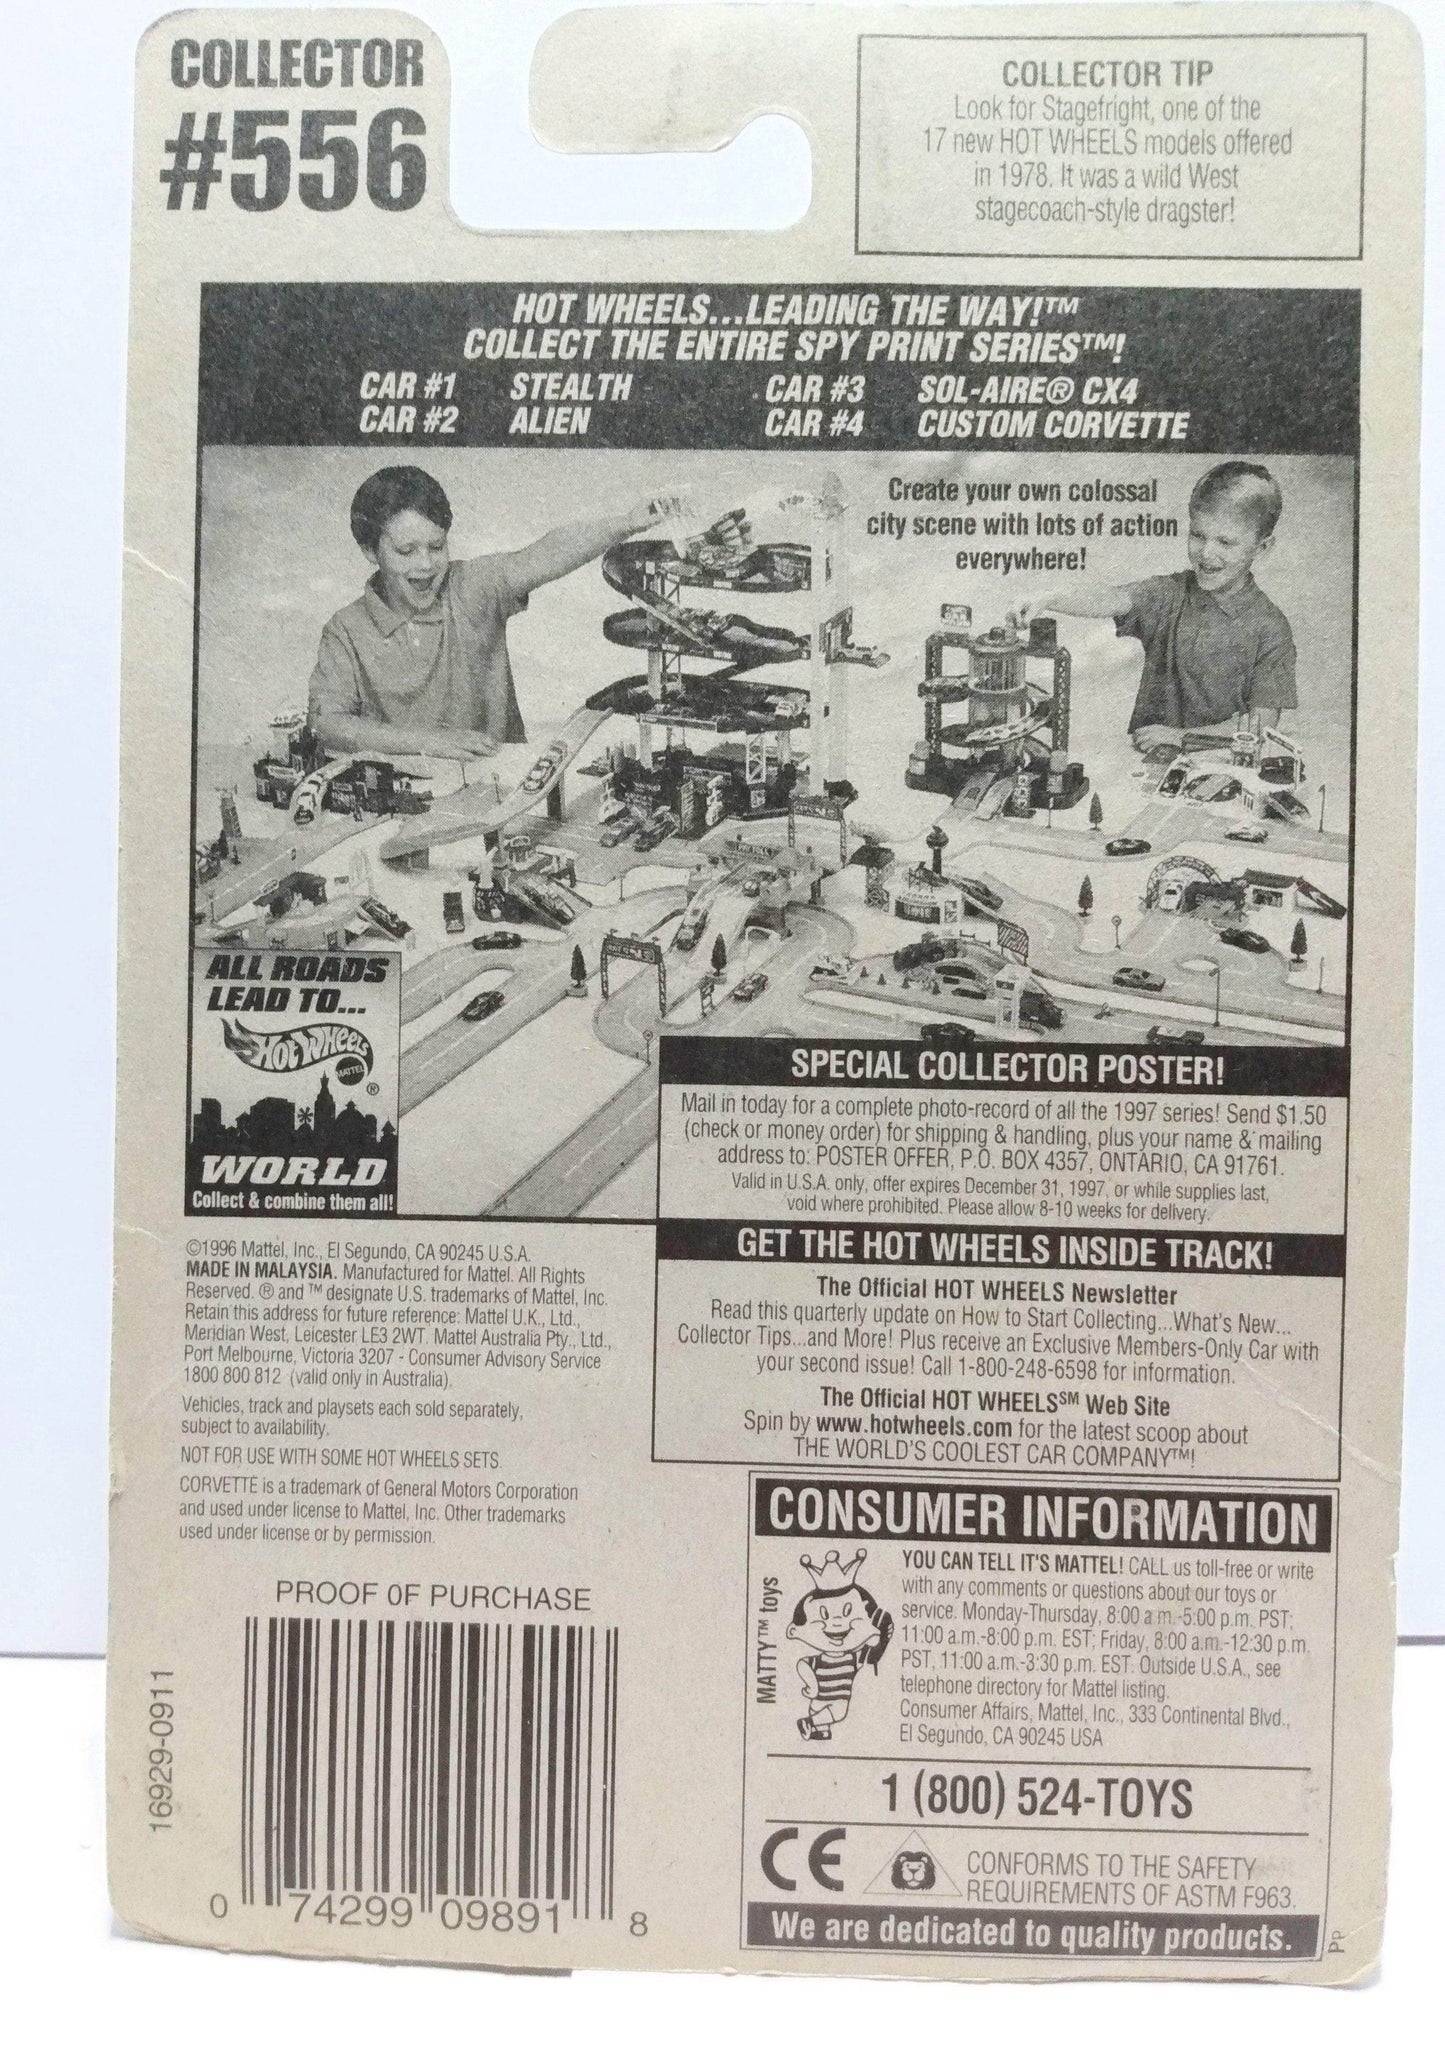 COLLECTOR
#556
COLLECTOR TIP
Look for Stagefright, one of the
17 new HOT WHEELS models offered
in 1978. It was a wild West
stagecoach-style dragster!
HOT WHEELS...LEADING THE WAY!™
COLLECT THE ENTIRE SPY PRINT SERIES™!
CAR #1 STEALTH CAR #3 SOL-AIRE® CX4
CAR #2 ALIEN CAR #4 CUSTOM CORVETTE
Create your own colossal
city scene with lots of action
everywhere!
ALL ROADS
LEAD TO...
Hot Wheels
MATTEL
®
WORLD
Collect & combine them all!
SPECIAL COLLECTOR POSTER!
Mail in today for a complete photo-record of all the 1997 series! Send $1.50
(check or money order) for shipping & handling, plus your name & mailing
address to: POSTER OFFER, P.O. BOX 4357, ONTARIO, CA 91761.
Valid in U.S.A. only, offer expires December 31, 1997, or while supplies last,
void where prohibited. Please allow 8-10 weeks for delivery.
GET THE HOT WHEELS INSIDE TRACK!
The Official HOT WHEELS Newsletter
Read this quarterly update on How to Start Collecting...What's New...
Collector Tips...and More! Plus receive an Exclusive Members-Only Car with
your second issue! Call 1-800-248-6598 for information.
The Official HOT WHEELS℠ Web Site
Spin by www.hotwheels.com for the latest scoop about
THE WORLD'S COOLEST CAR COMPANY™!
©1996 Mattel, Inc., El Segundo, CA 90245 U.S.A.
MADE IN MALAYSIA. Manufactured for Mattel. All Rights
Reserved. ® and ™ designate U.S. trademarks of Mattel, Inc.
Retain this address for future reference: Mattel U.K., Ltd.,
Meridian West, Leicester LE3 2WT. Mattel Australia Pty., Ltd.,
Port Melbourne, Victoria 3207 - Consumer Advisory Service
1800 800 812 (valid only in Australia).
Vehicles, track and playsets each sold separately,
subject to availability.
NOT FOR USE WITH SOME HOT WHEELS SETS.
CORVETTE is a trademark of General Motors Corporation
and used under license to Mattel, Inc. Other trademarks
used under license or by permission.
PROOF OF PURCHASE
0 74299 09891 8
16929-0911
CONSUMER INFORMATION
MATTY™ toys
YOU CAN TELL IT'S MATTEL! CALL us toll-free or write
with any comments or questions about our toys or
service. Monday-Thursday, 8:00 a.m.-5:00 p.m. PST;
11:00 a.m.-8:00 p.m. EST; Friday, 8:00 a.m.-12:30 p.m.
PST, 11:00 a.m.-3:30 p.m. EST. Outside U.S.A., see
telephone directory for Mattel listing.
Consumer Affairs, Mattel, Inc., 333 Continental Blvd.,
El Segundo, CA 90245 USA
1 (800) 524-TOYS
CE
CONFORMS TO THE SAFETY
REQUIREMENTS OF ASTM F963.
We are dedicated to quality products.
Pp